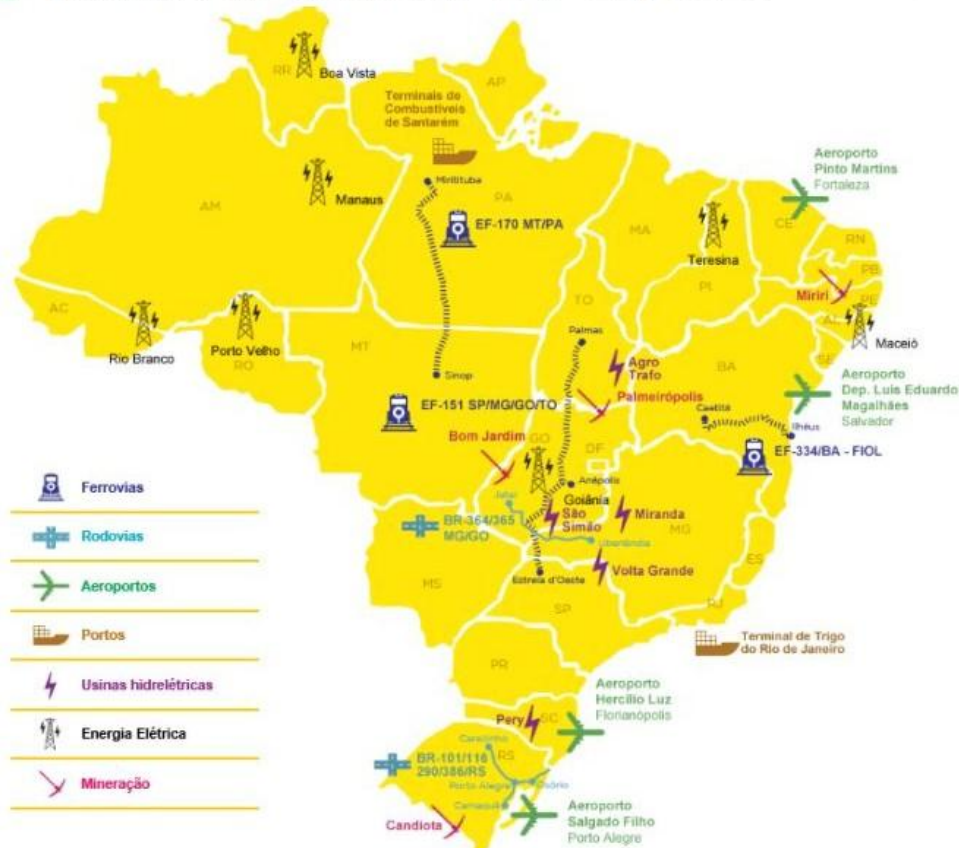 RR
Boa Vista
AP
Terminais de
Combustíveis
de Santarém
Aeroporto
Pinto Martins
Fortaleza
Miritituba
AM
Manaus
PA
EF-170 MT/PA
MA
Teresina
CE
RN
PB
PE
PI
Miriri
AC
Rio Branco
Porto Velho
RO
MT
TO
Palmas
AL
SE
Maceió
Sinop
Agro
Trafo
BA
Aeroporto
Dep. Luis Eduardo
Magalhães
Salvador
Palmeirópolis
EF-151 SP/MG/GO/TO
Caetité
Ilhéus
Bom Jardim
GO
DF
EF-334/BA - FIOL
Anápolis
Goiânia
Ferrovias
Jataí
São
Simão
Miranda
BR-364/365
MG/GO
MG
Rodovias
Uberlândia
Estrela d'Oeste
Volta Grande
ES
Aeroportos
MS
SP
RJ
Portos
Terminal de Trigo
do Rio de Janeiro
PR
Usinas hidrelétricas
Aeroporto
Hercílio Luz
Florianópolis
Pery
SC
Energia Elétrica
Carazinho
BR-101/116
290/386/RS
RS
Mineração
Porto Alegre
Osório
Camaquã
Candiota
Aeroporto
Salgado Filho
Porto Alegre